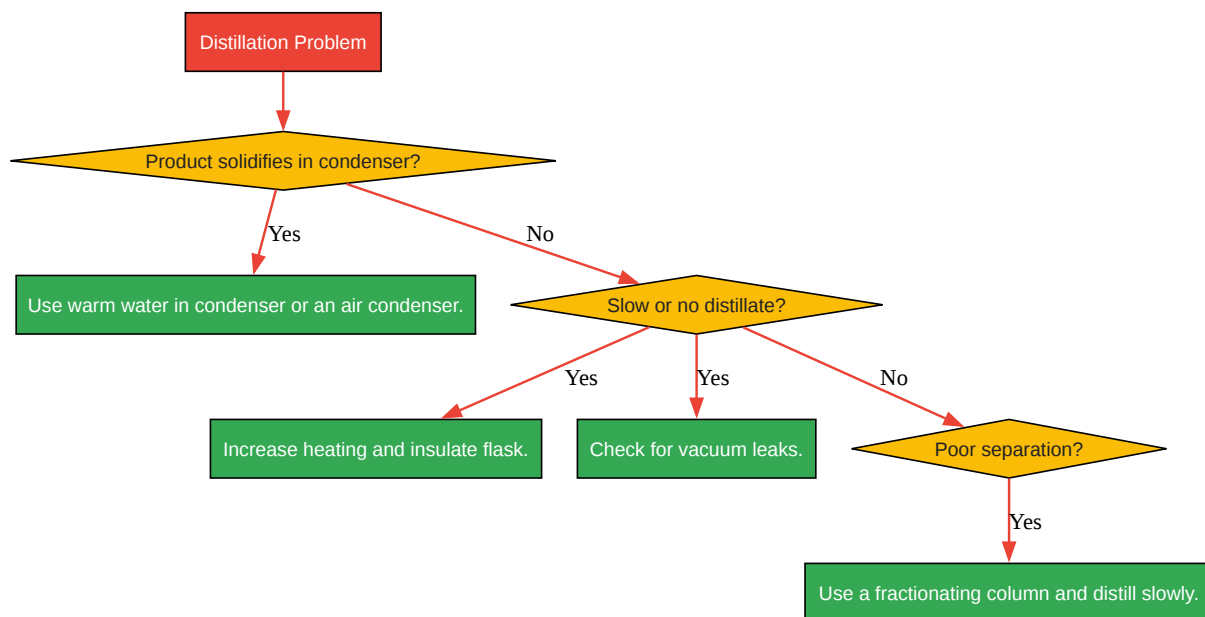 Distillation Problem
Product solidifies in condenser?
Yes
No
Use warm water in condenser or an air condenser.
Slow or no distillate?
Yes
Yes
No
Increase heating and insulate flask.
Check for vacuum leaks.
Poor separation?
Yes
Use a fractionating column and distill slowly.